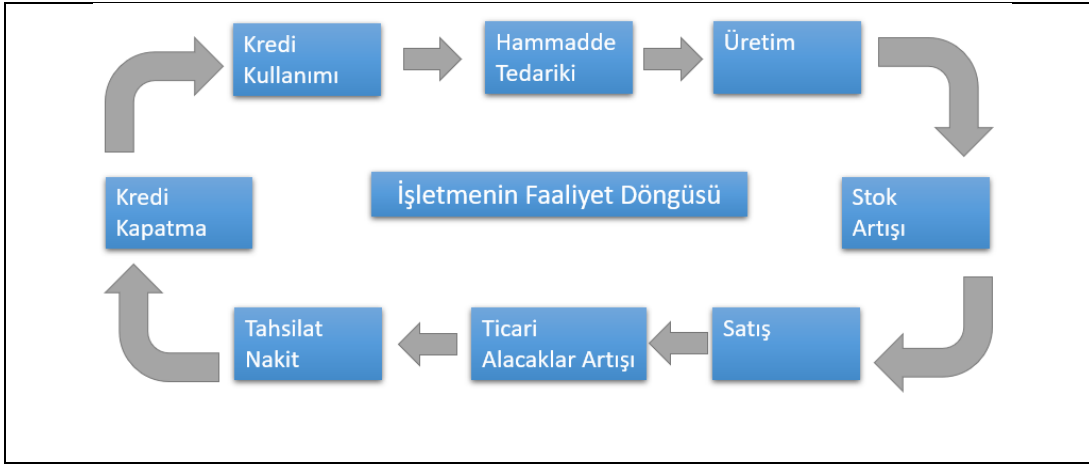 Kredi
Kullanımı
Hammadde
Tedariki
Üretim
İşletmenin Faaliyet Döngüsü
Kredi
Kapatma
Stok
Artışı
Tahsilat
Nakit
Ticari
Alacaklar Artışı
Satış